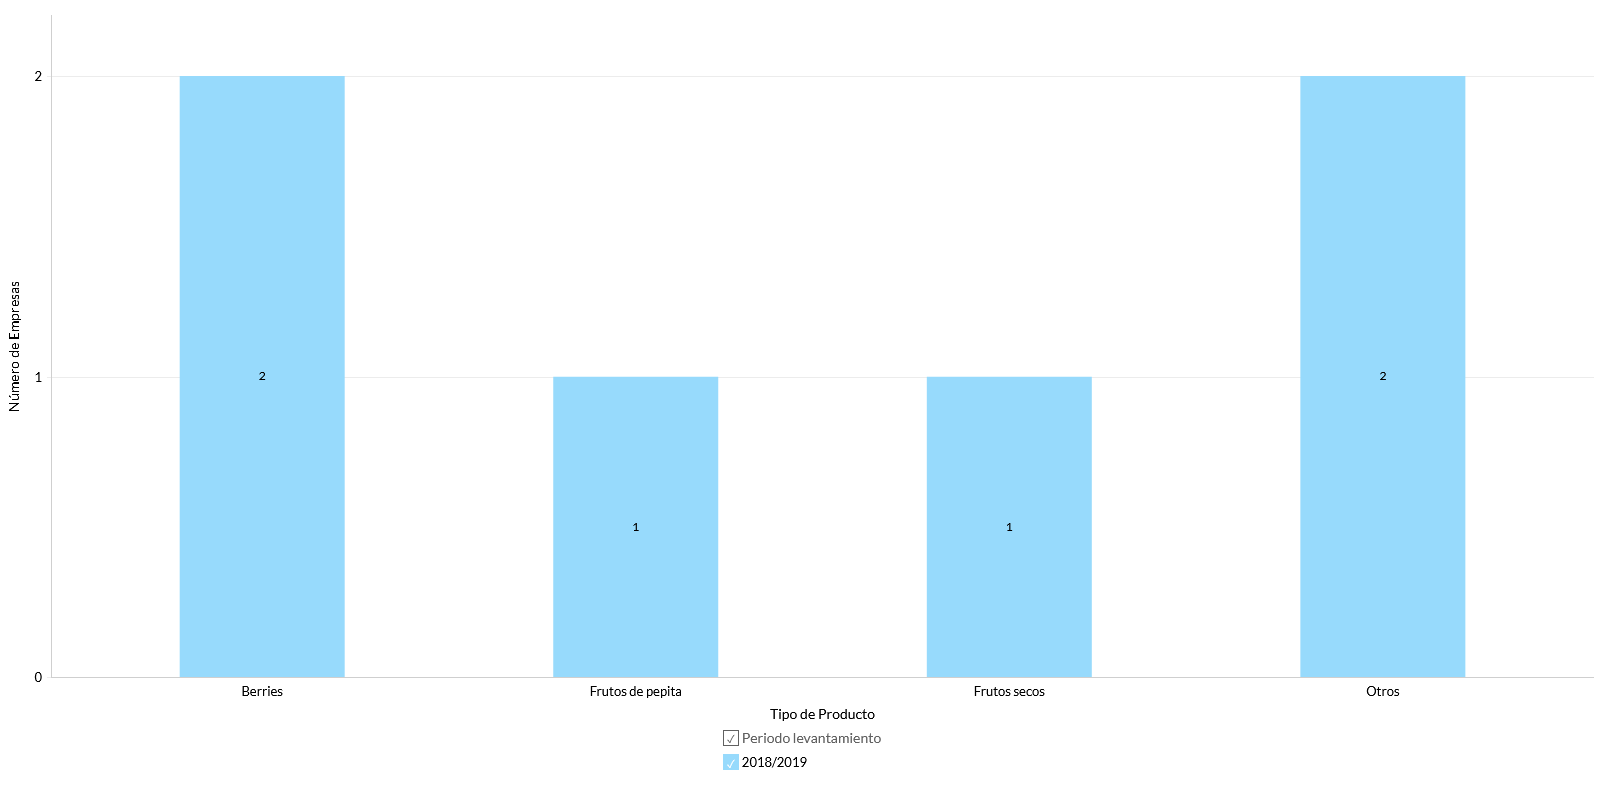 Número de Empresas
2
1
0
2
1
1
2
Berries
Frutos de pepita
Frutos secos
Otros
Tipo de Producto
Periodo levantamiento
2018/2019